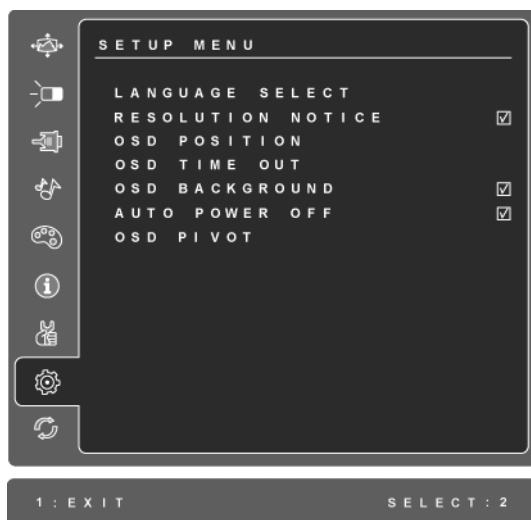 SETUP MENU
LANGUAGE SELECT
RESOLUTION NOTICE ☑
OSD POSITION
OSD TIME OUT
OSD BACKGROUND ☑
AUTO POWER OFF ☑
OSD PIVOT
1:EXIT SELECT:2